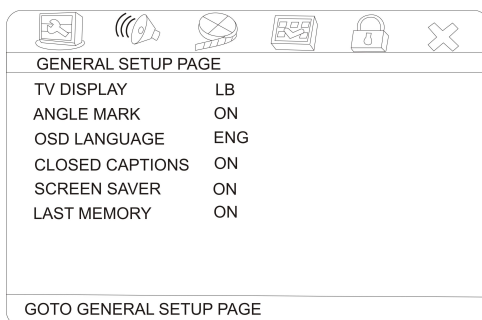 GENERAL SETUP PAGE
TV DISPLAY LB
ANGLE MARK ON
OSD LANGUAGE ENG
CLOSED CAPTIONS ON
SCREEN SAVER ON
LAST MEMORY ON
GOTO GENERAL SETUP PAGE